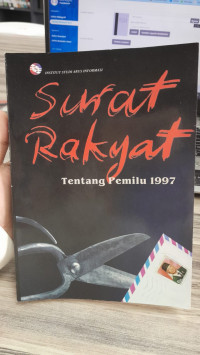 INSTITUT STUDI ARUS INFORMASI
Surat
Rakyat
Tentang Pemilu 1997